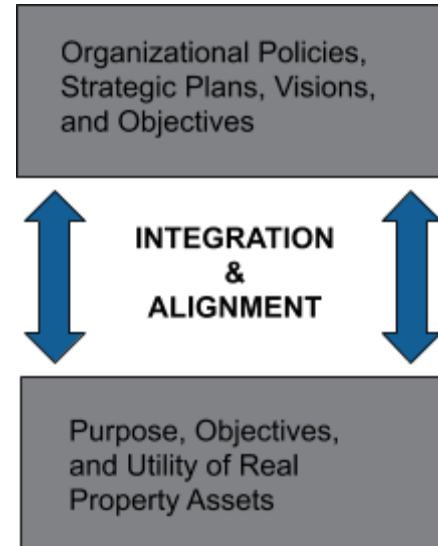 Organizational Policies,
Strategic Plans, Visions,
and Objectives
INTEGRATION
&
ALIGNMENT
Purpose, Objectives,
and Utility of Real
Property Assets